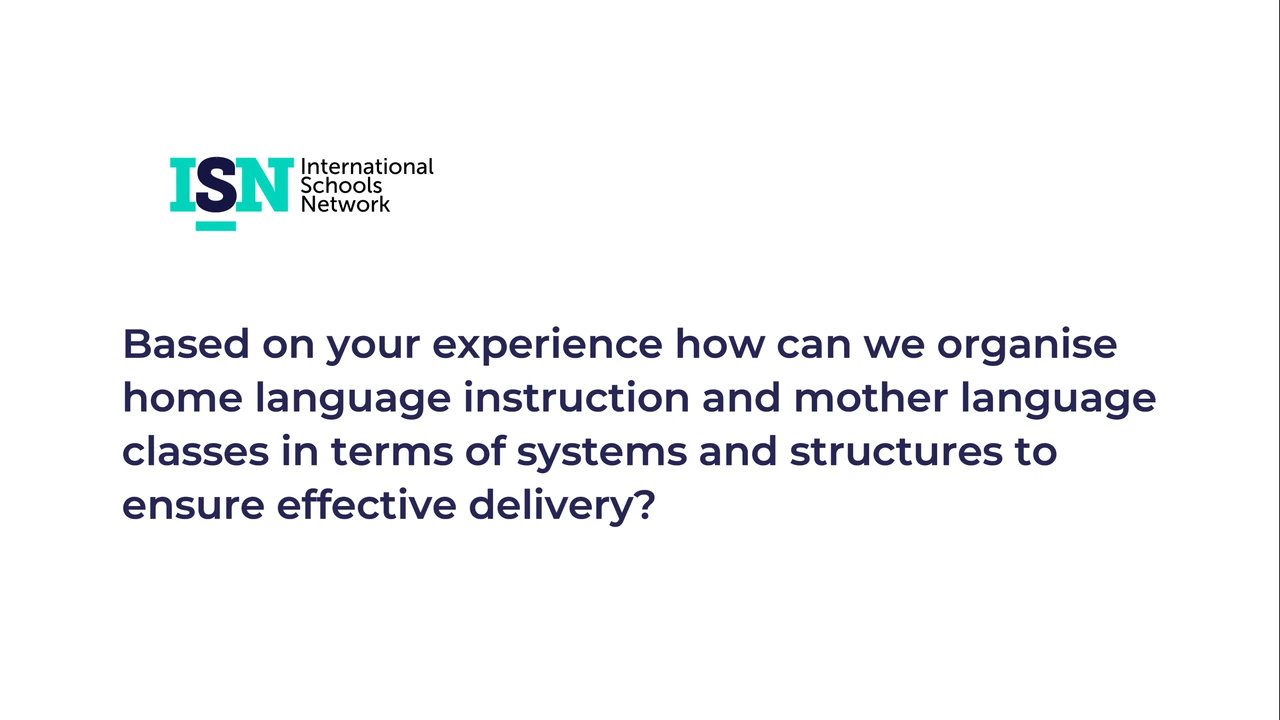 ISN
International
Schools
Network
Based on your experience how can we organise
home language instruction and mother language
classes in terms of systems and structures to
ensure effective delivery?